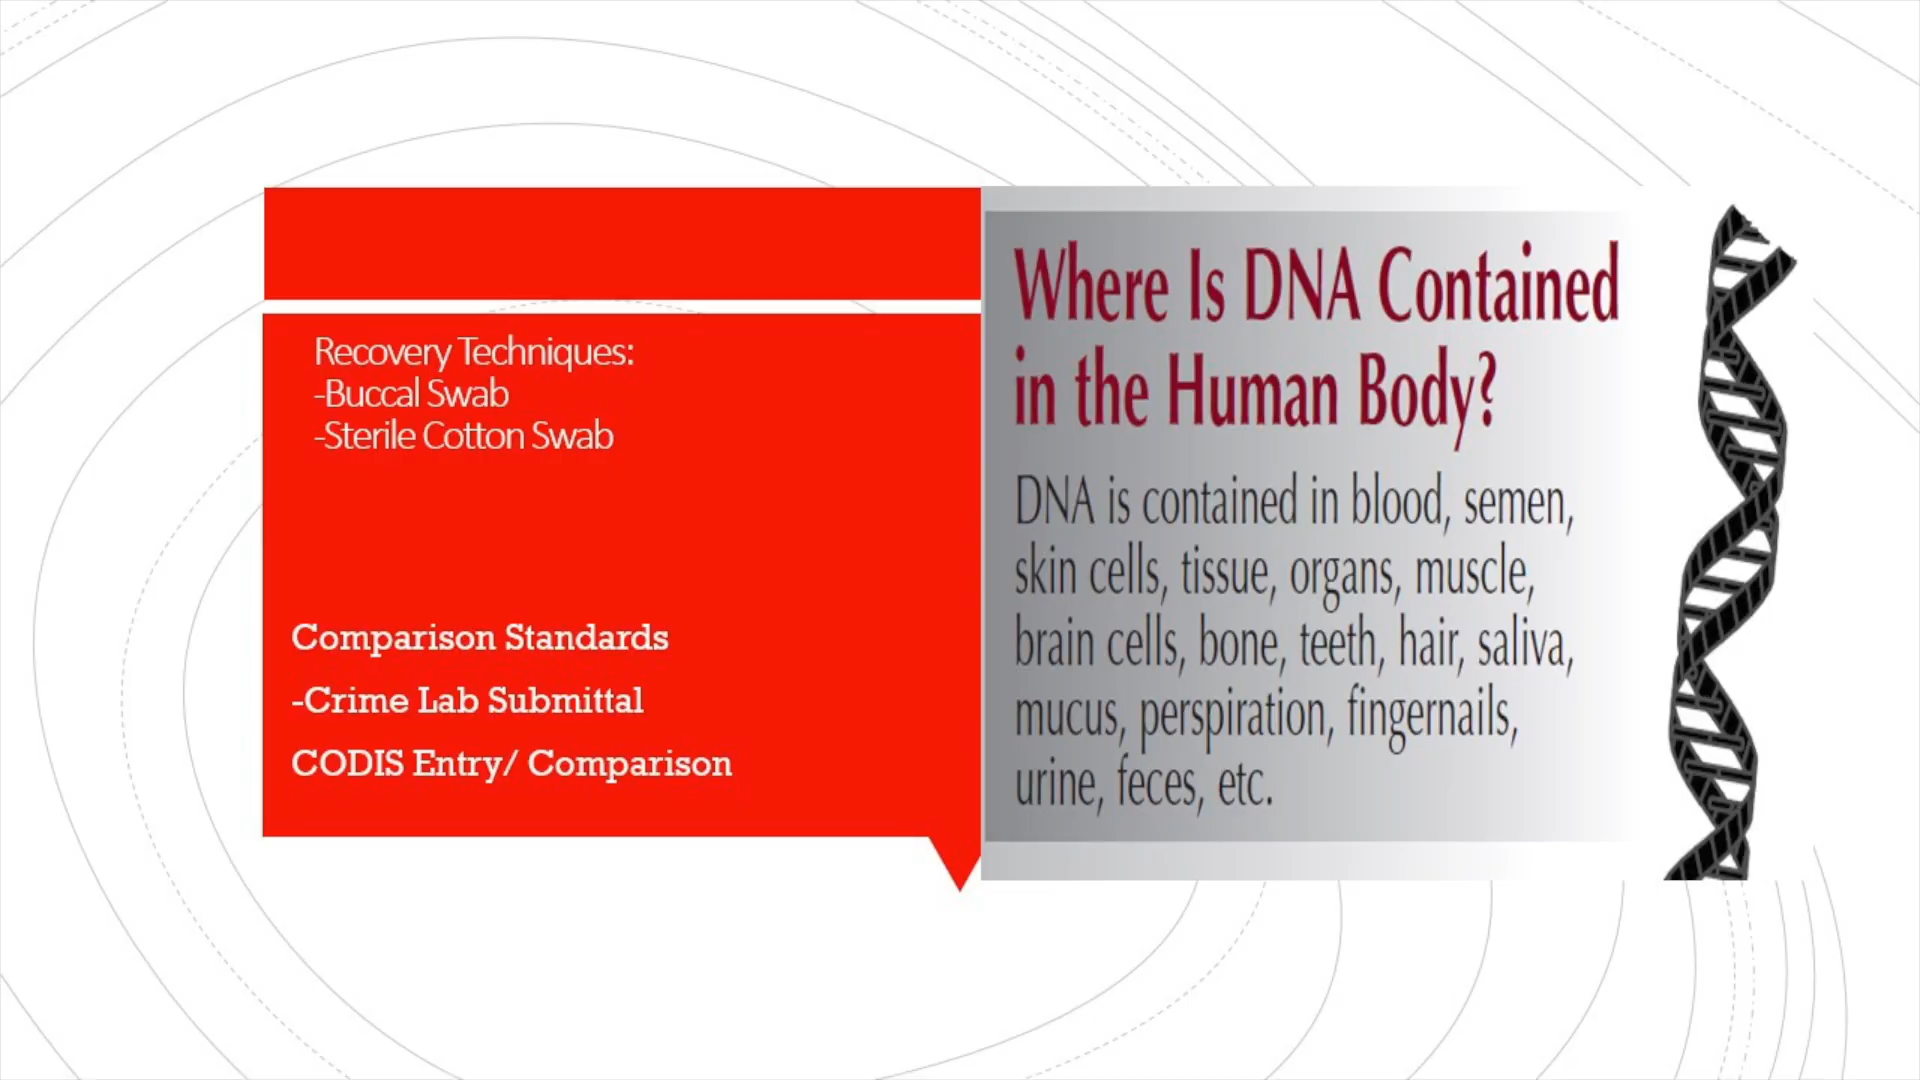 Recovery Techniques:
-Buccal Swab
-Sterile Cotton Swab
Comparison Standards
-Crime Lab Submittal
CODIS Entry/ Comparison
Where Is DNA Contained
in the Human Body?
DNA is contained in blood, semen,
skin cells, tissue, organs, muscle,
brain cells, bone, teeth, hair, saliva,
mucus, perspiration, fingernails,
urine, feces, etc.